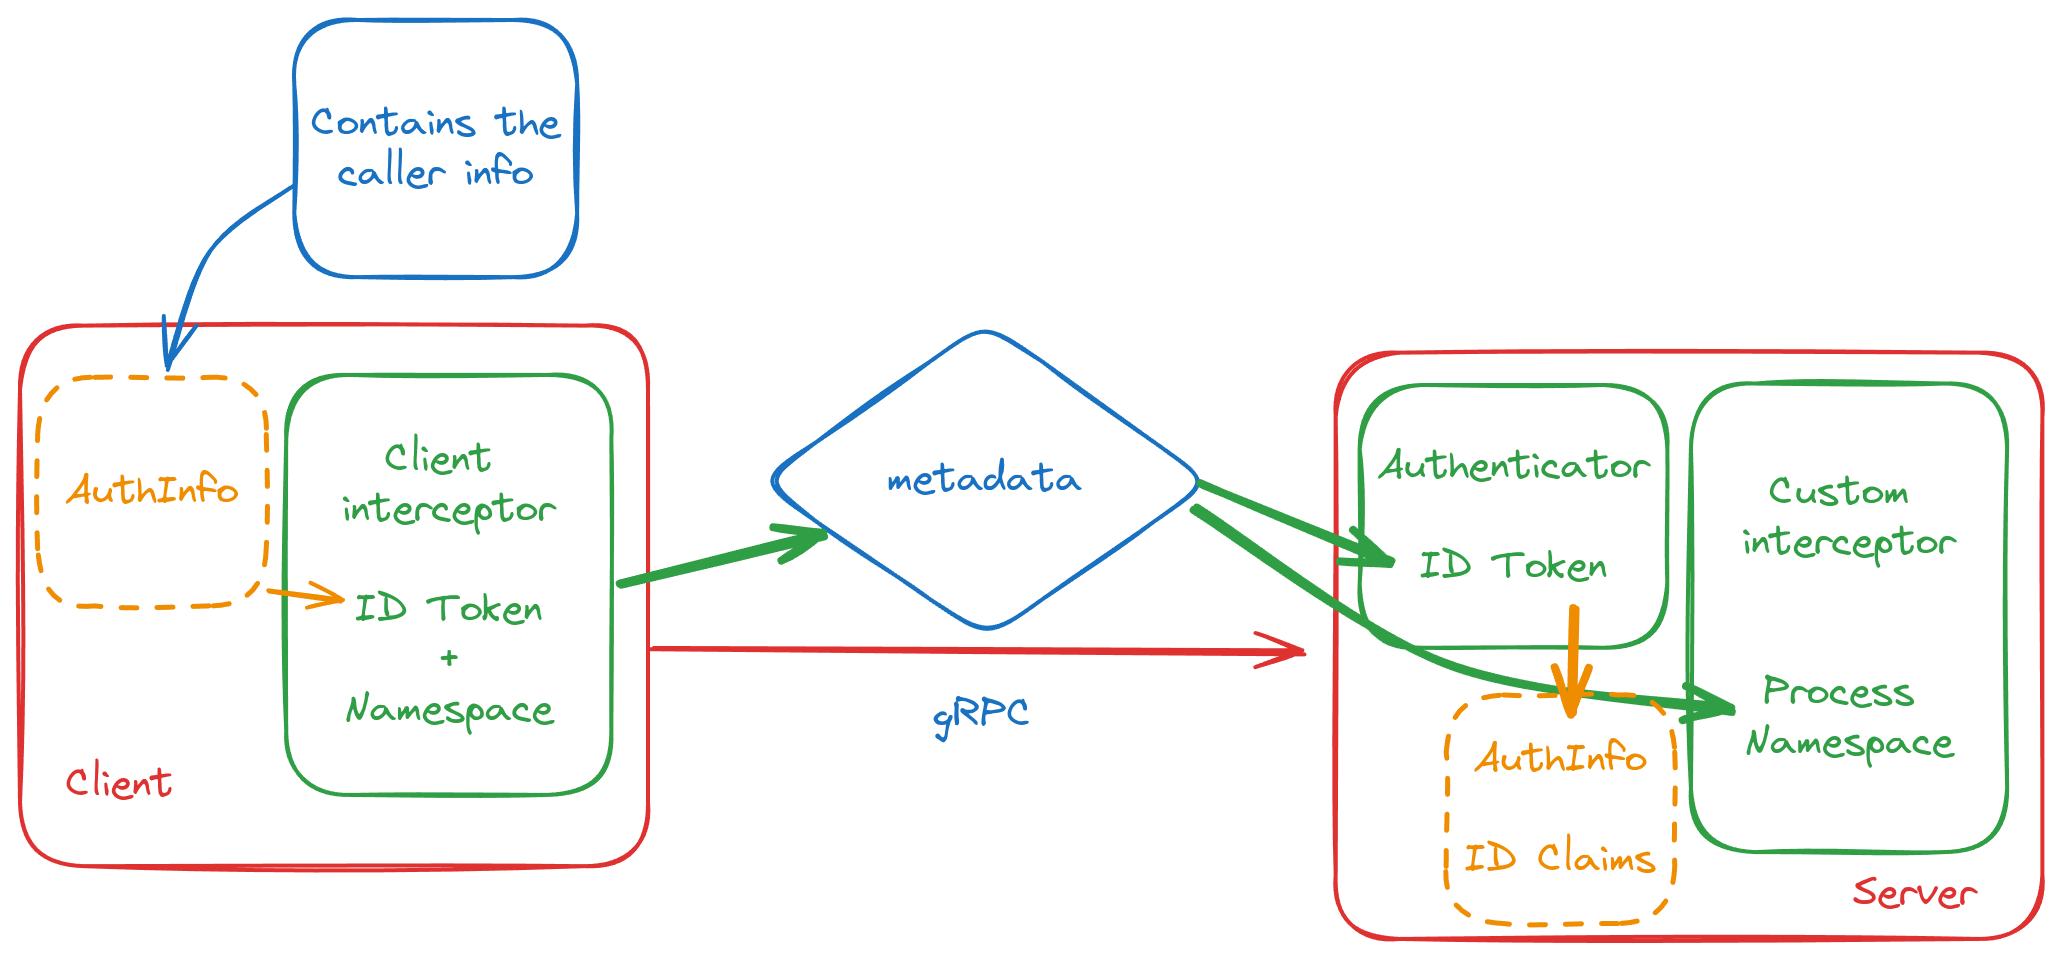 Contains the
caller info
AuthInfo
Client
interceptor
ID Token
+
Namespace
Client
metadata
gRPC
Authenticator
ID Token
Custom
interceptor
Process
Namespace
AuthInfo
ID Claims
Server